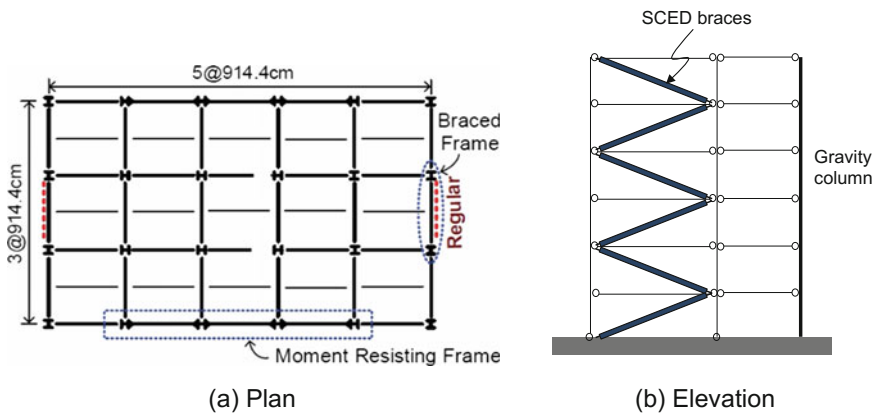 5@914.4cm
3@914.4cm
Braced
Frame
Regular
Moment Resisting Frame
(a) Plan
SCED braces
Gravity
column
(b) Elevation